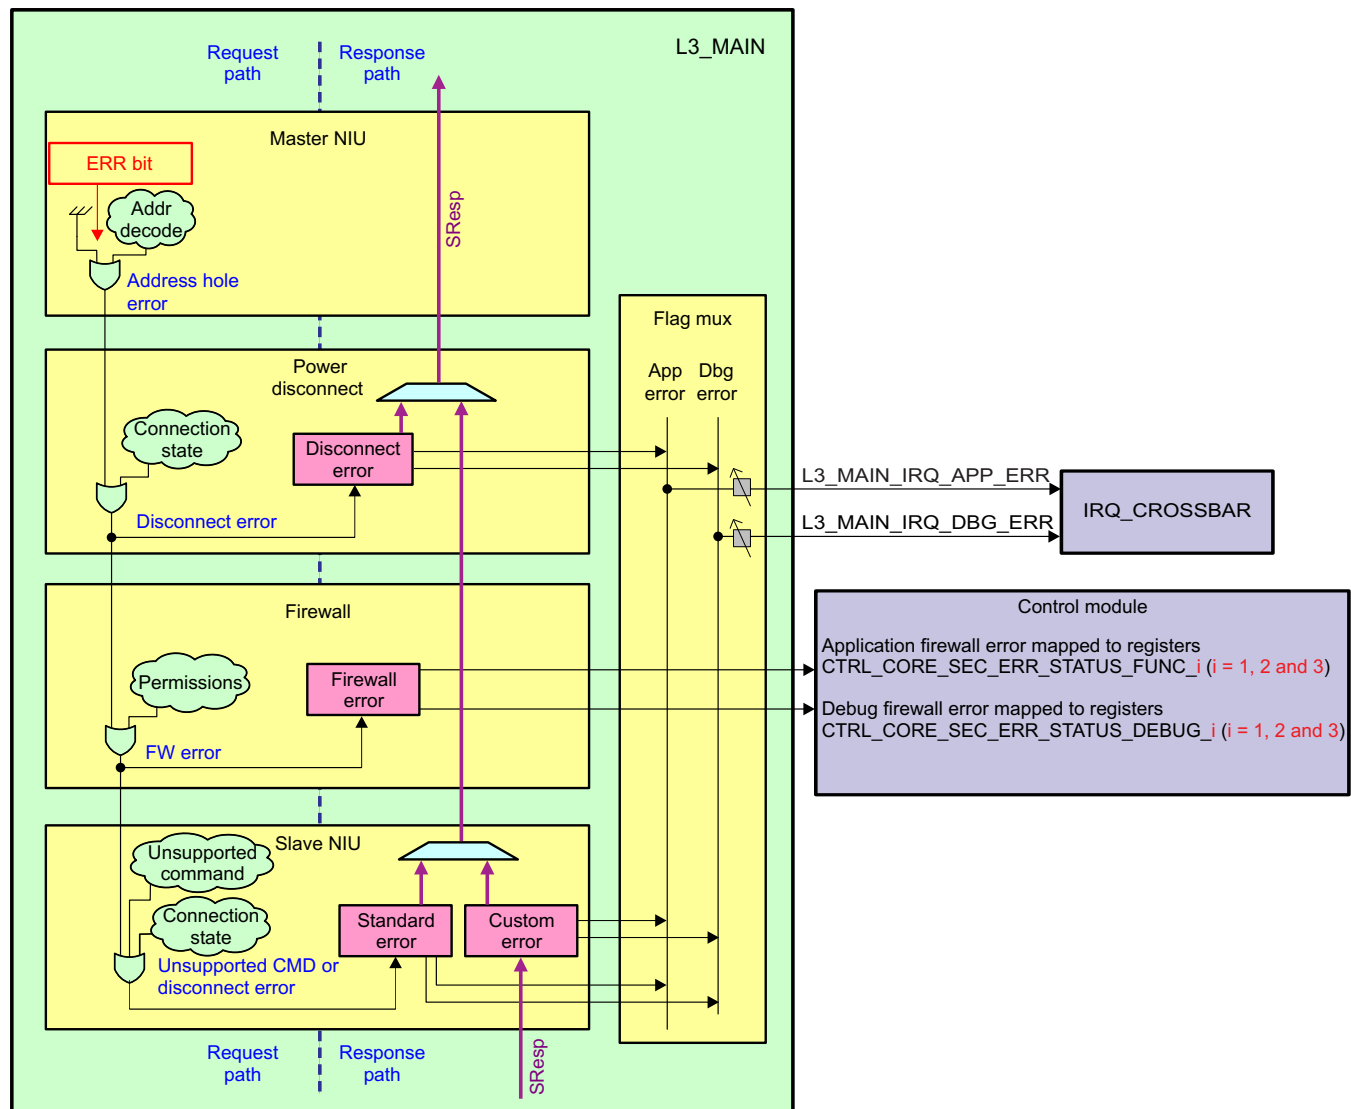 L3_MAIN
Request
path
Response
path
Master NIU
ERR bit
Addr
decode
Address hole
error
SResp
Flag mux
App
error
Dbg
error
Power
disconnect
Connection
state
Disconnect
error
Disconnect error
L3_MAIN_IRQ_APP_ERR
L3_MAIN_IRQ_DBG_ERR
IRQ_CROSSBAR
Firewall
Permissions
Firewall
error
FW error
Control module
Application firewall error mapped to registers
CTRL_CORE_SEC_ERR_STATUS_FUNC_i (i = 1, 2 and 3)
Debug firewall error mapped to registers
CTRL_CORE_SEC_ERR_STATUS_DEBUG_i (i = 1, 2 and 3)
Slave NIU
Unsupported
command
Connection
state
Standard
error
Custom
error
Unsupported CMD or
disconnect error
Request
path
Response
path
SResp